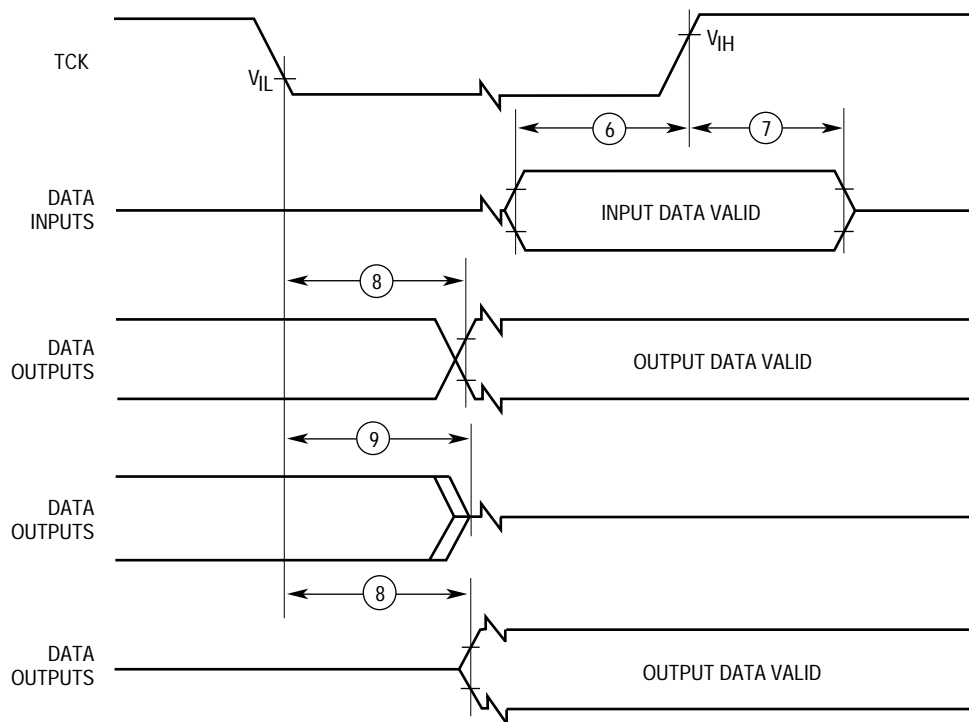 TCK
VIL
VIH
6
7
DATA
INPUTS
INPUT DATA VALID
8
DATA
OUTPUTS
OUTPUT DATA VALID
9
DATA
OUTPUTS
8
DATA
OUTPUTS
OUTPUT DATA VALID